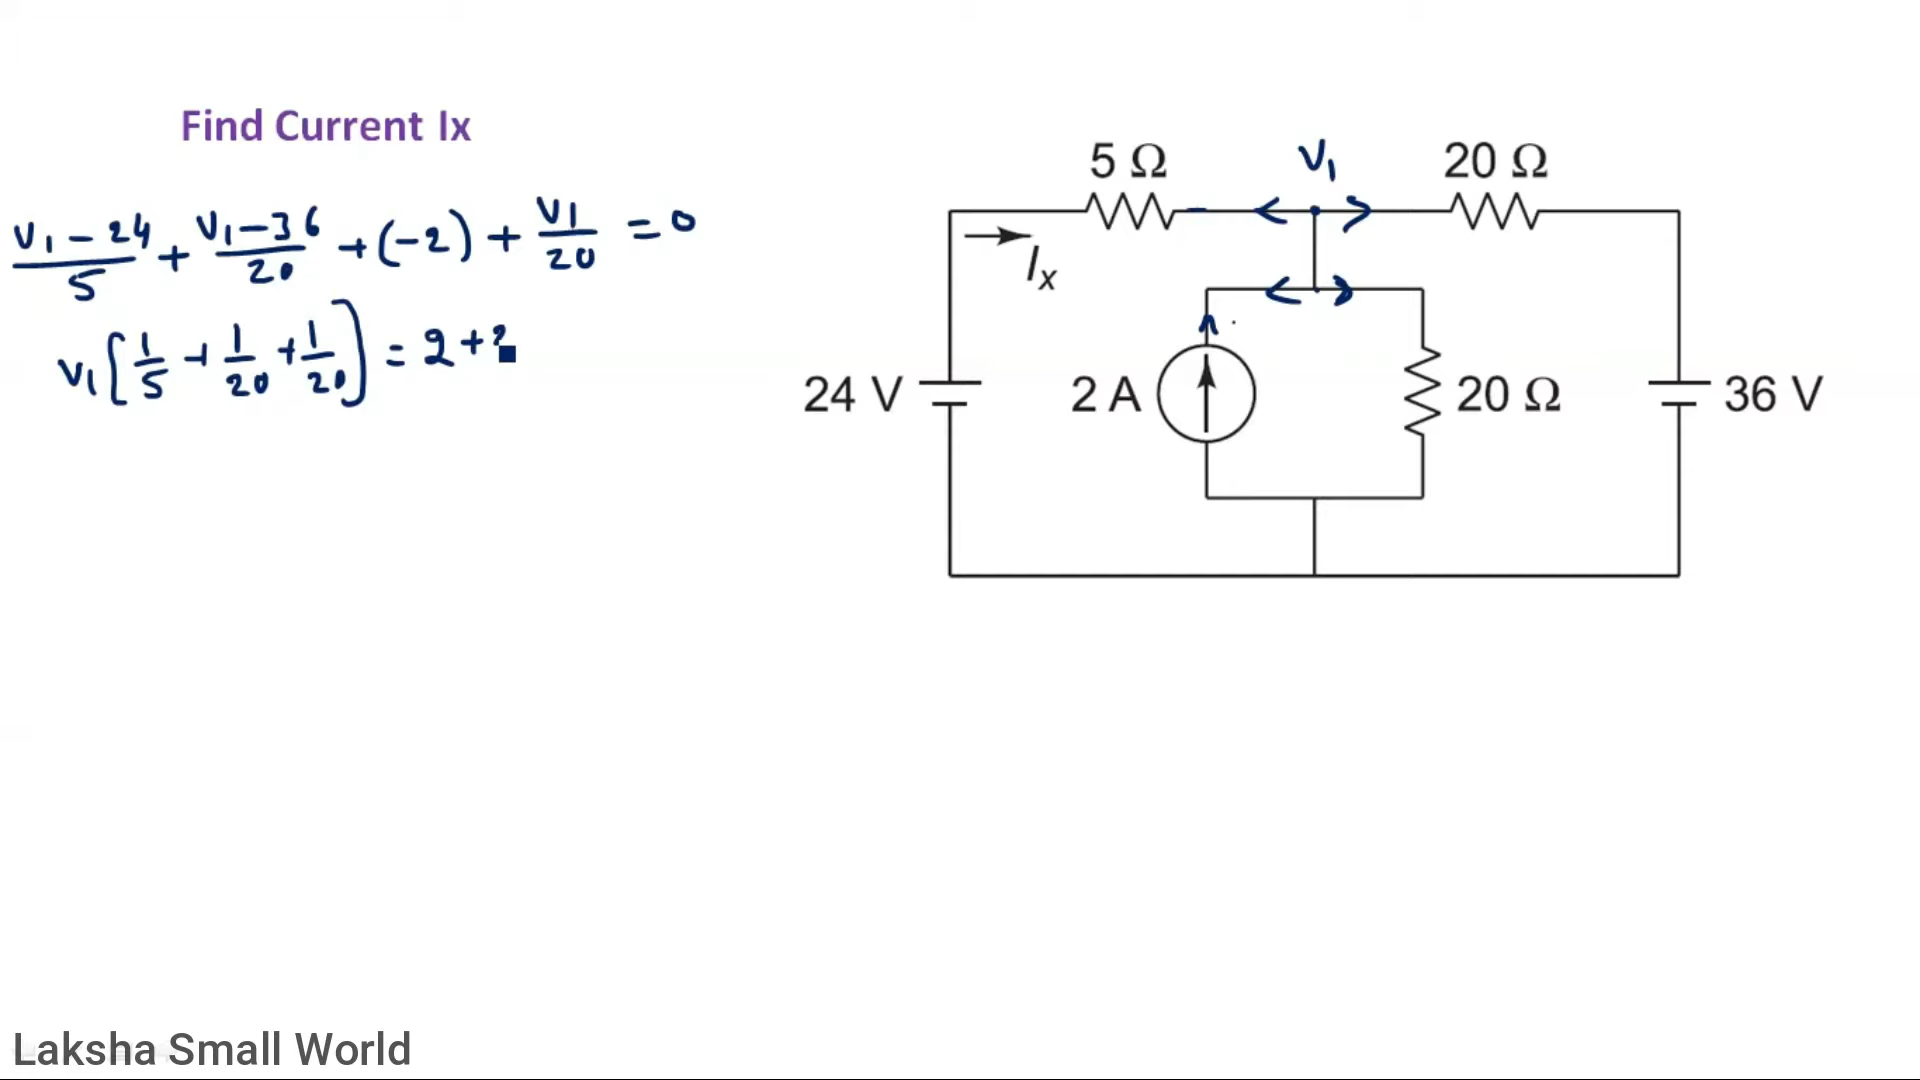 Find Current Ix
V1 - 24 / 5 + V1 - 36 / 20 + (-2) + V1 / 20 = 0
V1 [ 1/5 + 1/20 + 1/20 ] = 2 +
5 Ω
V1
20 Ω
Ix
24 V
2 A
20 Ω
36 V
Laksha Small World